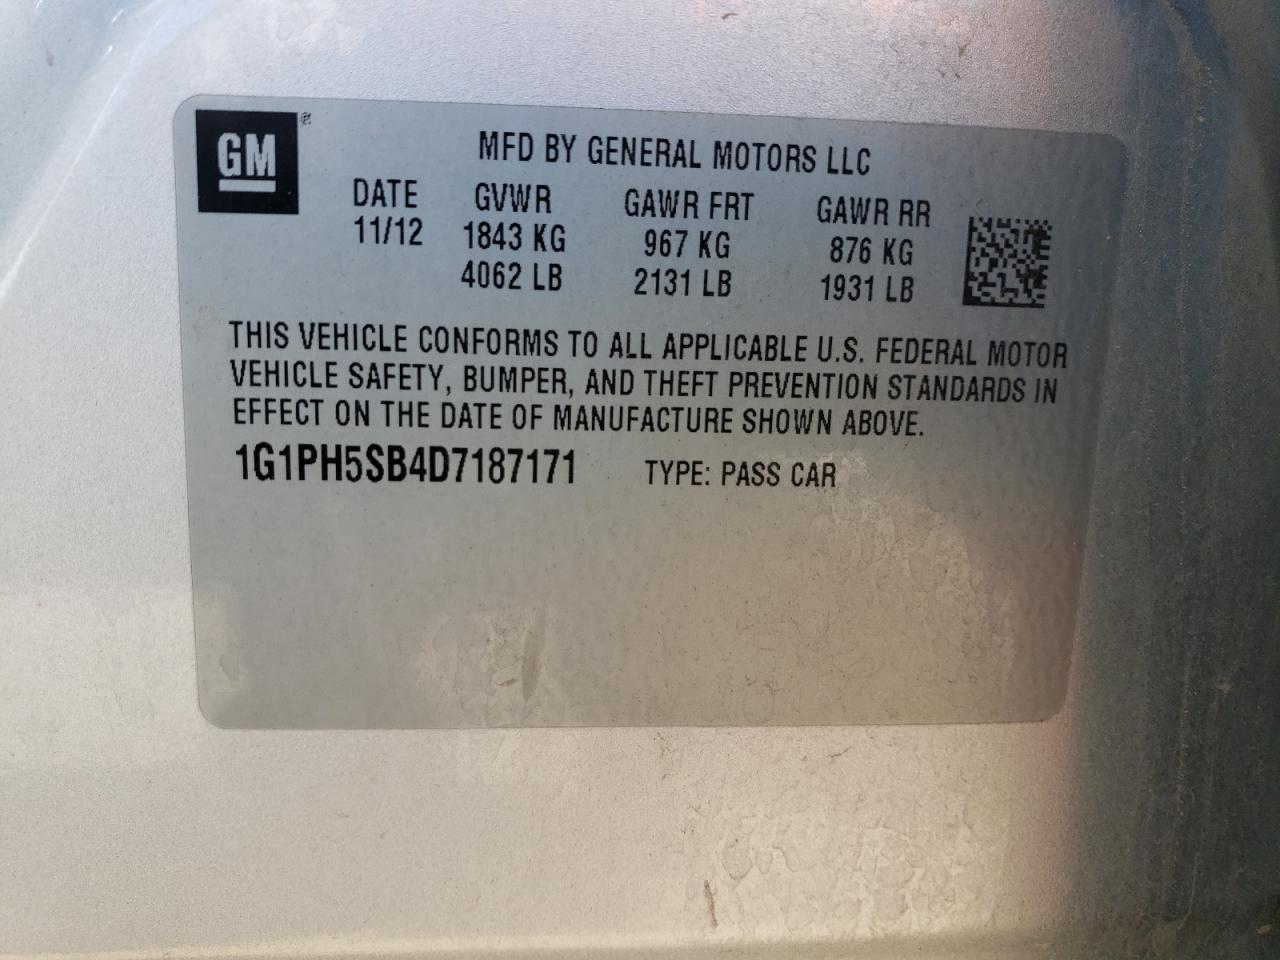 GM ®
MFD BY GENERAL MOTORS LLC
DATE GVWR GAWR FRT GAWR RR
11/12 1843 KG 967 KG 876 KG
4062 LB 2131 LB 1931 LB
THIS VEHICLE CONFORMS TO ALL APPLICABLE U.S. FEDERAL MOTOR
VEHICLE SAFETY, BUMPER, AND THEFT PREVENTION STANDARDS IN
EFFECT ON THE DATE OF MANUFACTURE SHOWN ABOVE.
1G1PH5SB4D7187171 TYPE: PASS CAR